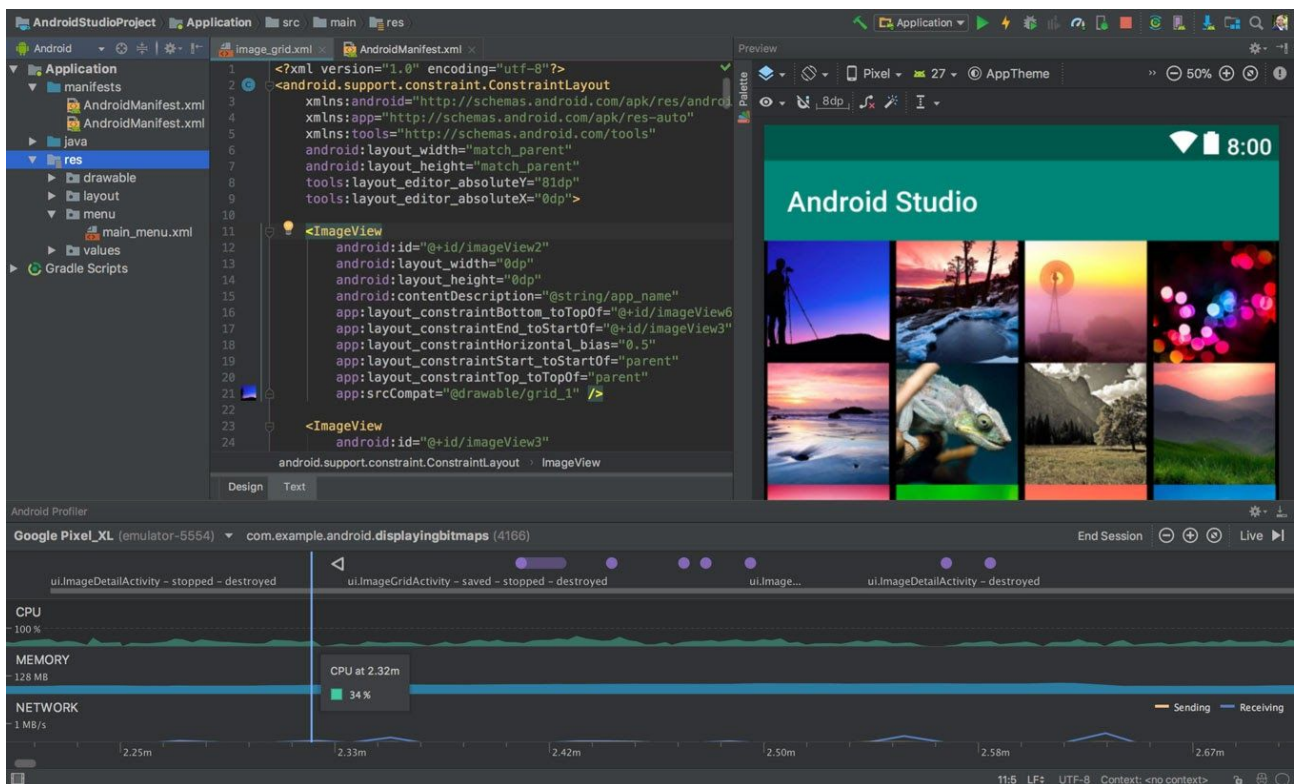 AndroidStudioProject Application src main res
Application
Android
image_grid.xml
AndroidManifest.xml
Preview
Application
manifests
AndroidManifest.xml
AndroidManifest.xml
java
res
drawable
layout
menu
main_menu.xml
values
Gradle Scripts
1 <?xml version="1.0" encoding="utf-8"?>
2 <android.support.constraint.ConstraintLayout
3 xmlns:android="http://schemas.android.com/apk/res/androi
4 xmlns:app="http://schemas.android.com/apk/res-auto"
5 xmlns:tools="http://schemas.android.com/tools"
6 android:layout_width="match_parent"
7 android:layout_height="match_parent"
8 tools:layout_editor_absoluteY="81dp"
9 tools:layout_editor_absoluteX="0dp">
10
11 <ImageView
12 android:id="@+id/imageView2"
13 android:layout_width="0dp"
14 android:layout_height="0dp"
15 android:contentDescription="@string/app_name"
16 app:layout_constraintBottom_toTopOf="@+id/imageView6
17 app:layout_constraintEnd_toStartOf="@+id/imageView3"
18 app:layout_constraintHorizontal_bias="0.5"
19 app:layout_constraintStart_toStartOf="parent"
20 app:layout_constraintTop_toTopOf="parent"
21 app:srcCompat="@drawable/grid_1" />
22
23 <ImageView
24 android:id="@+id/imageView3"
android.support.constraint.ConstraintLayout ImageView
Design Text
Palette
Pixel 27 AppTheme 50%
8dp
8:00
Android Studio
Android Profiler
Google Pixel_XL (emulator-5554) com.example.android.displayingbitmaps (4166)
End Session Live
ui.ImageDetailActivity – stopped – destroyed
ui.ImageGridActivity – saved – stopped – destroyed
ui.Image...
ui.ImageDetailActivity – destroyed
CPU
100 %
MEMORY
128 MB
CPU at 2.32m
34 %
NETWORK
1 MB/s
Sending Receiving
2.25m 2.33m 2.42m 2.50m 2.58m 2.67m
11:5 LF UTF-8 Context: <no context>